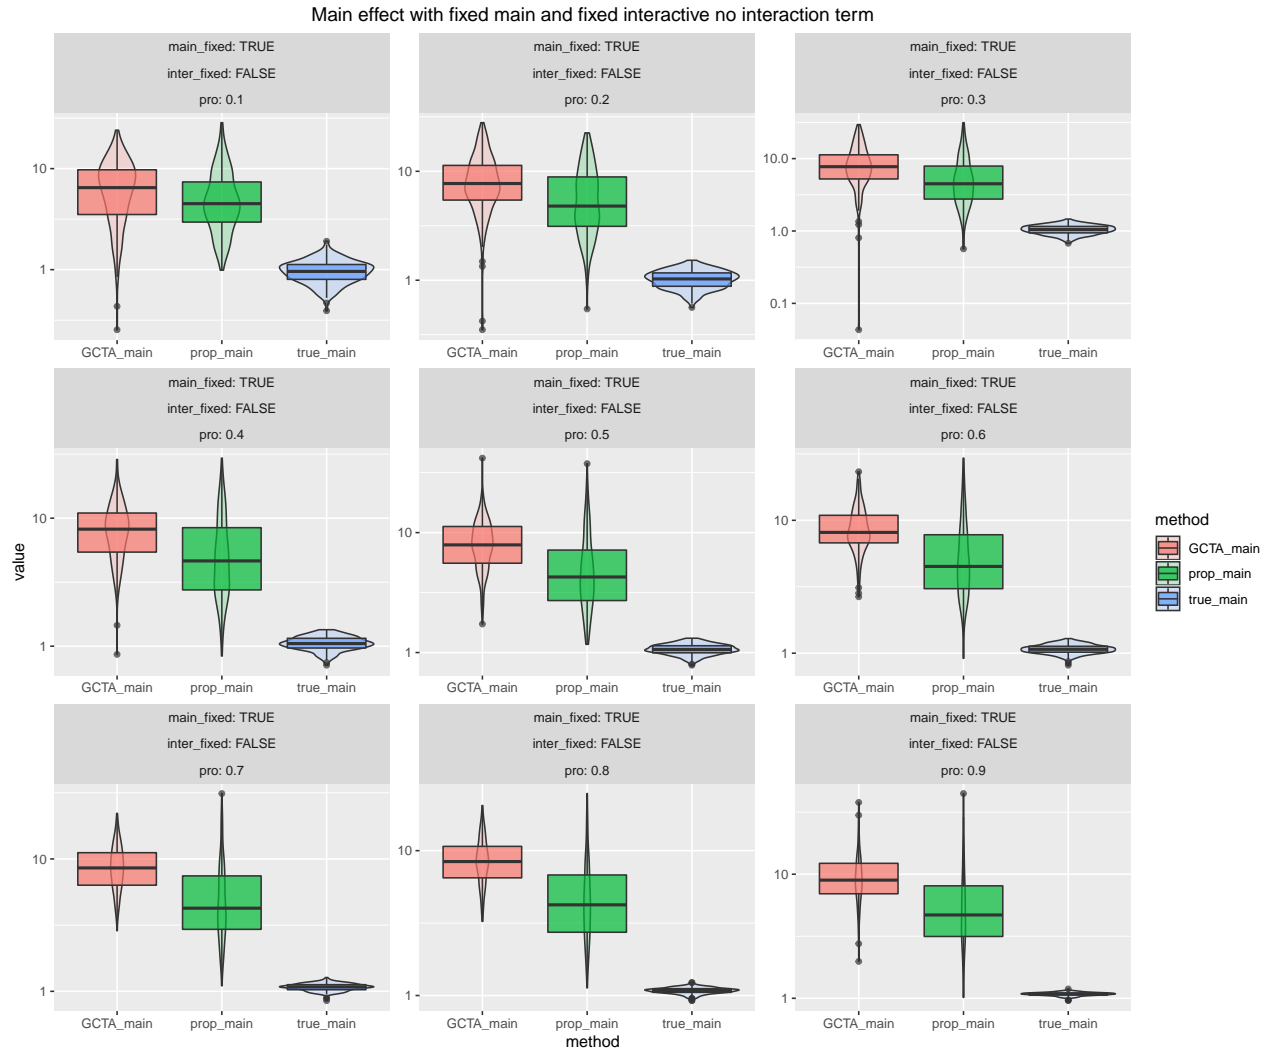 Main effect with fixed main and fixed interactive no interaction term
main_fixed: TRUE
inter_fixed: FALSE
pro: 0.1
main_fixed: TRUE
inter_fixed: FALSE
pro: 0.2
main_fixed: TRUE
inter_fixed: FALSE
pro: 0.3
10
1
10
1
10.0
1.0
0.1
GCTA_main prop_main true_main
GCTA_main prop_main true_main
GCTA_main prop_main true_main
main_fixed: TRUE
inter_fixed: FALSE
pro: 0.4
main_fixed: TRUE
inter_fixed: FALSE
pro: 0.5
main_fixed: TRUE
inter_fixed: FALSE
pro: 0.6
10
1
10
1
10
1
GCTA_main prop_main true_main
GCTA_main prop_main true_main
GCTA_main prop_main true_main
main_fixed: TRUE
inter_fixed: FALSE
pro: 0.7
main_fixed: TRUE
inter_fixed: FALSE
pro: 0.8
main_fixed: TRUE
inter_fixed: FALSE
pro: 0.9
10
1
10
1
10
1
GCTA_main prop_main true_main
GCTA_main prop_main true_main
GCTA_main prop_main true_main
value
method
method
GCTA_main
prop_main
true_main